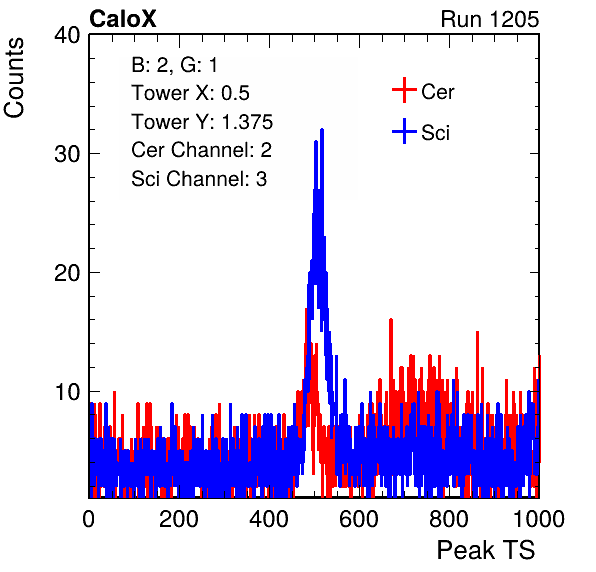 CaloX
Run 1205
Counts
40
30
20
10
B: 2, G: 1
Tower X: 0.5
Tower Y: 1.375
Cer Channel: 2
Sci Channel: 3
Cer
Sci
0 200 400 600 800 1000
Peak TS